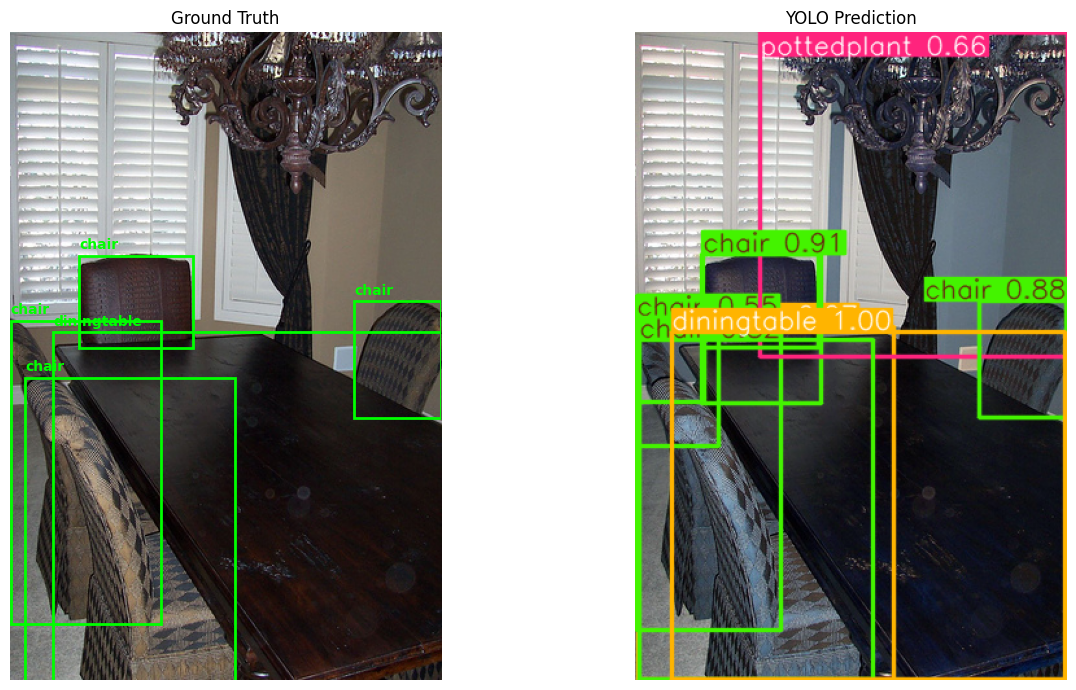 Ground Truth
chair
chair
chair
diningtable
chair
YOLO Prediction
pottedplant 0.66
chair 0.91
chair 0.88
chair 0.55
diningtable 1.00
chair